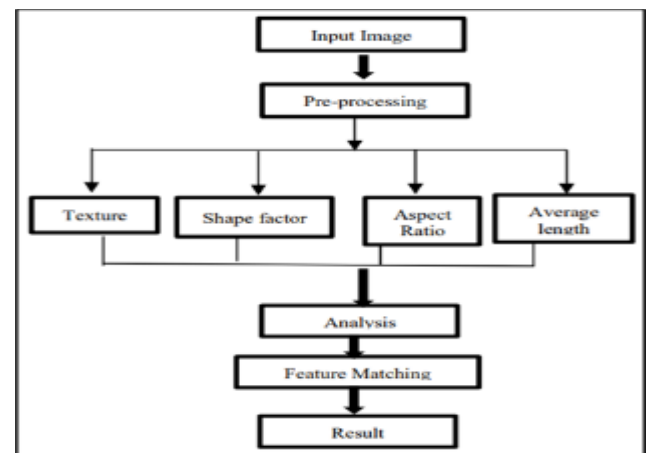 Input Image
Pre-processing
Texture
Shape factor
Aspect
Ratio
Average
length
Analysis
Feature Matching
Result